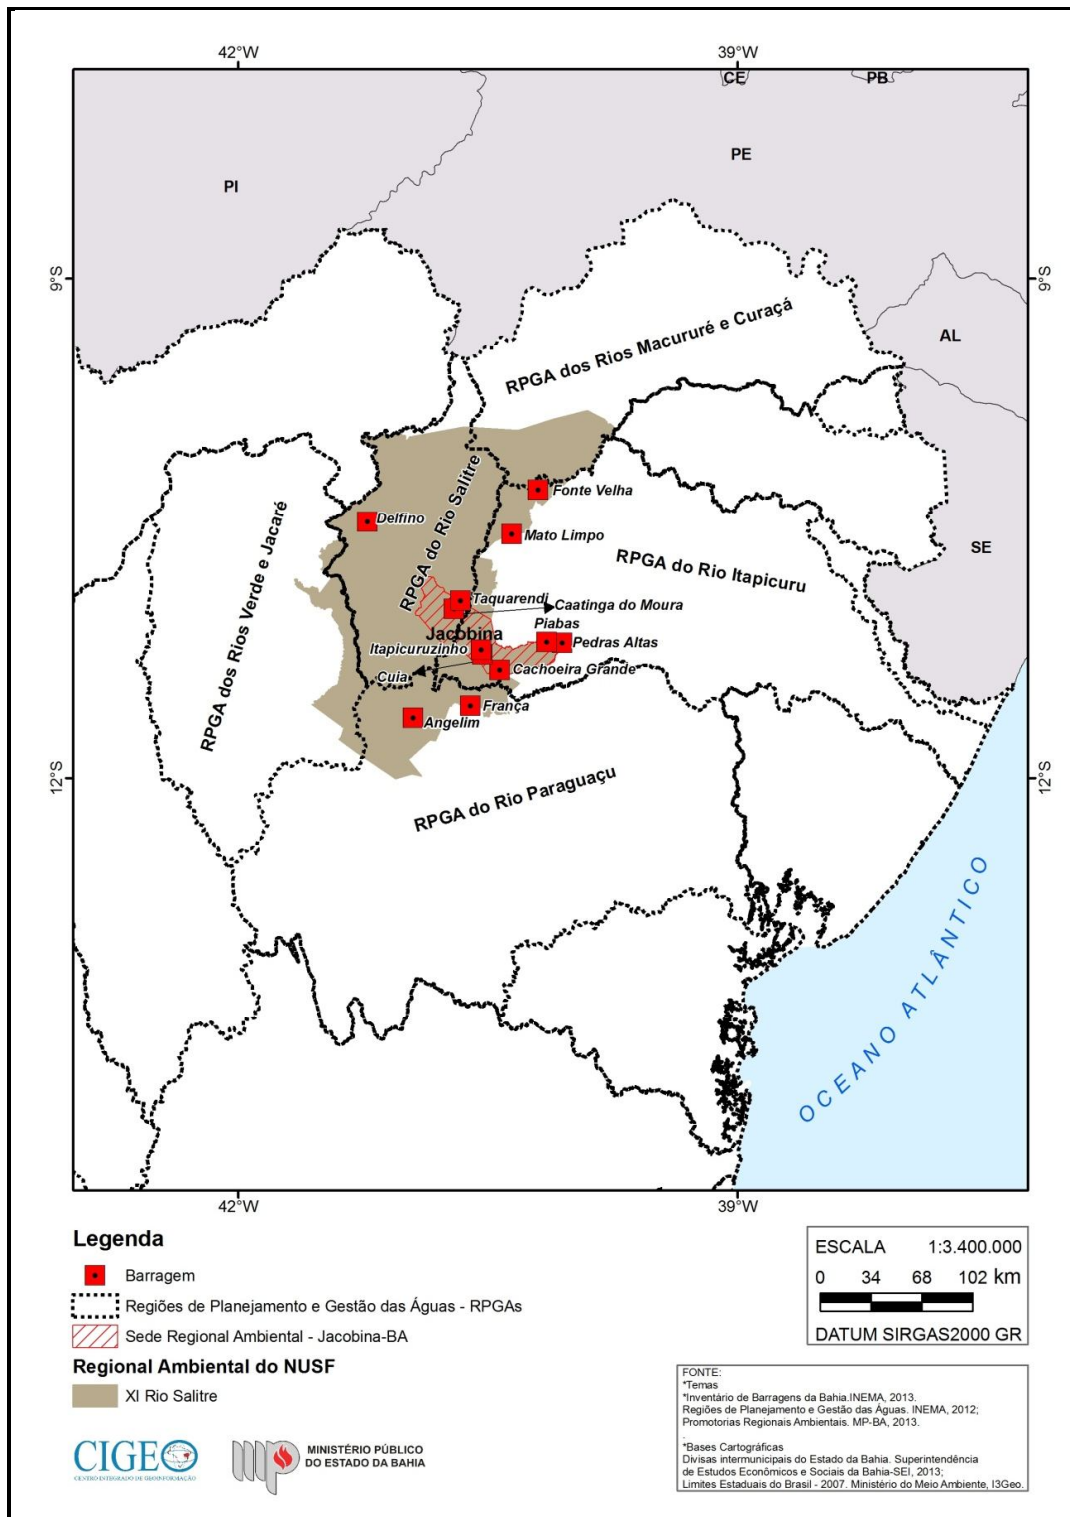 42°W
39°W
CE
PB
PE
PI
9°S
9°S
AL
RPGA dos Rios Macururé e Curaçá
RPGA do Rio Salitre
Fonte Velha
Delfino
Mato Limpo
SE
RPGA do Rio Itapicuru
RPGA dos Rios Verde e Jacaré
Taquarendi
Caatinga do Moura
Piabas
Jacobina
Pedras Altas
Itapicuruzinho
Cachoeira Grande
Cuia
França
Angelim
12°S
12°S
RPGA do Rio Paraguaçu
OCEANO ATLÂNTICO
42°W
39°W
Legenda
Barragem
Regiões de Planejamento e Gestão das Águas - RPGAs
Sede Regional Ambiental - Jacobina-BA
Regional Ambiental do NUSF
XI Rio Salitre
ESCALA 1:3.400.000
0 34 68 102 km
DATUM SIRGAS2000 GR
FONTE:
*Temas
*Inventário de Barragens da Bahia.INEMA, 2013.
Regiões de Planejamento e Gestão das Águas. INEMA, 2012;
Promotorias Regionais Ambientais. MP-BA, 2013.
.
*Bases Cartográficas
Divisas intermunicipais do Estado da Bahia. Superintendência
de Estudos Econômicos e Sociais da Bahia-SEI, 2013;
Limites Estaduais do Brasil - 2007. Ministério do Meio Ambiente, I3Geo.
CIGEO
CENTRO INTEGRADO DE GEOINFORMAÇÃO
mp
MINISTÉRIO PÚBLICO
DO ESTADO DA BAHIA